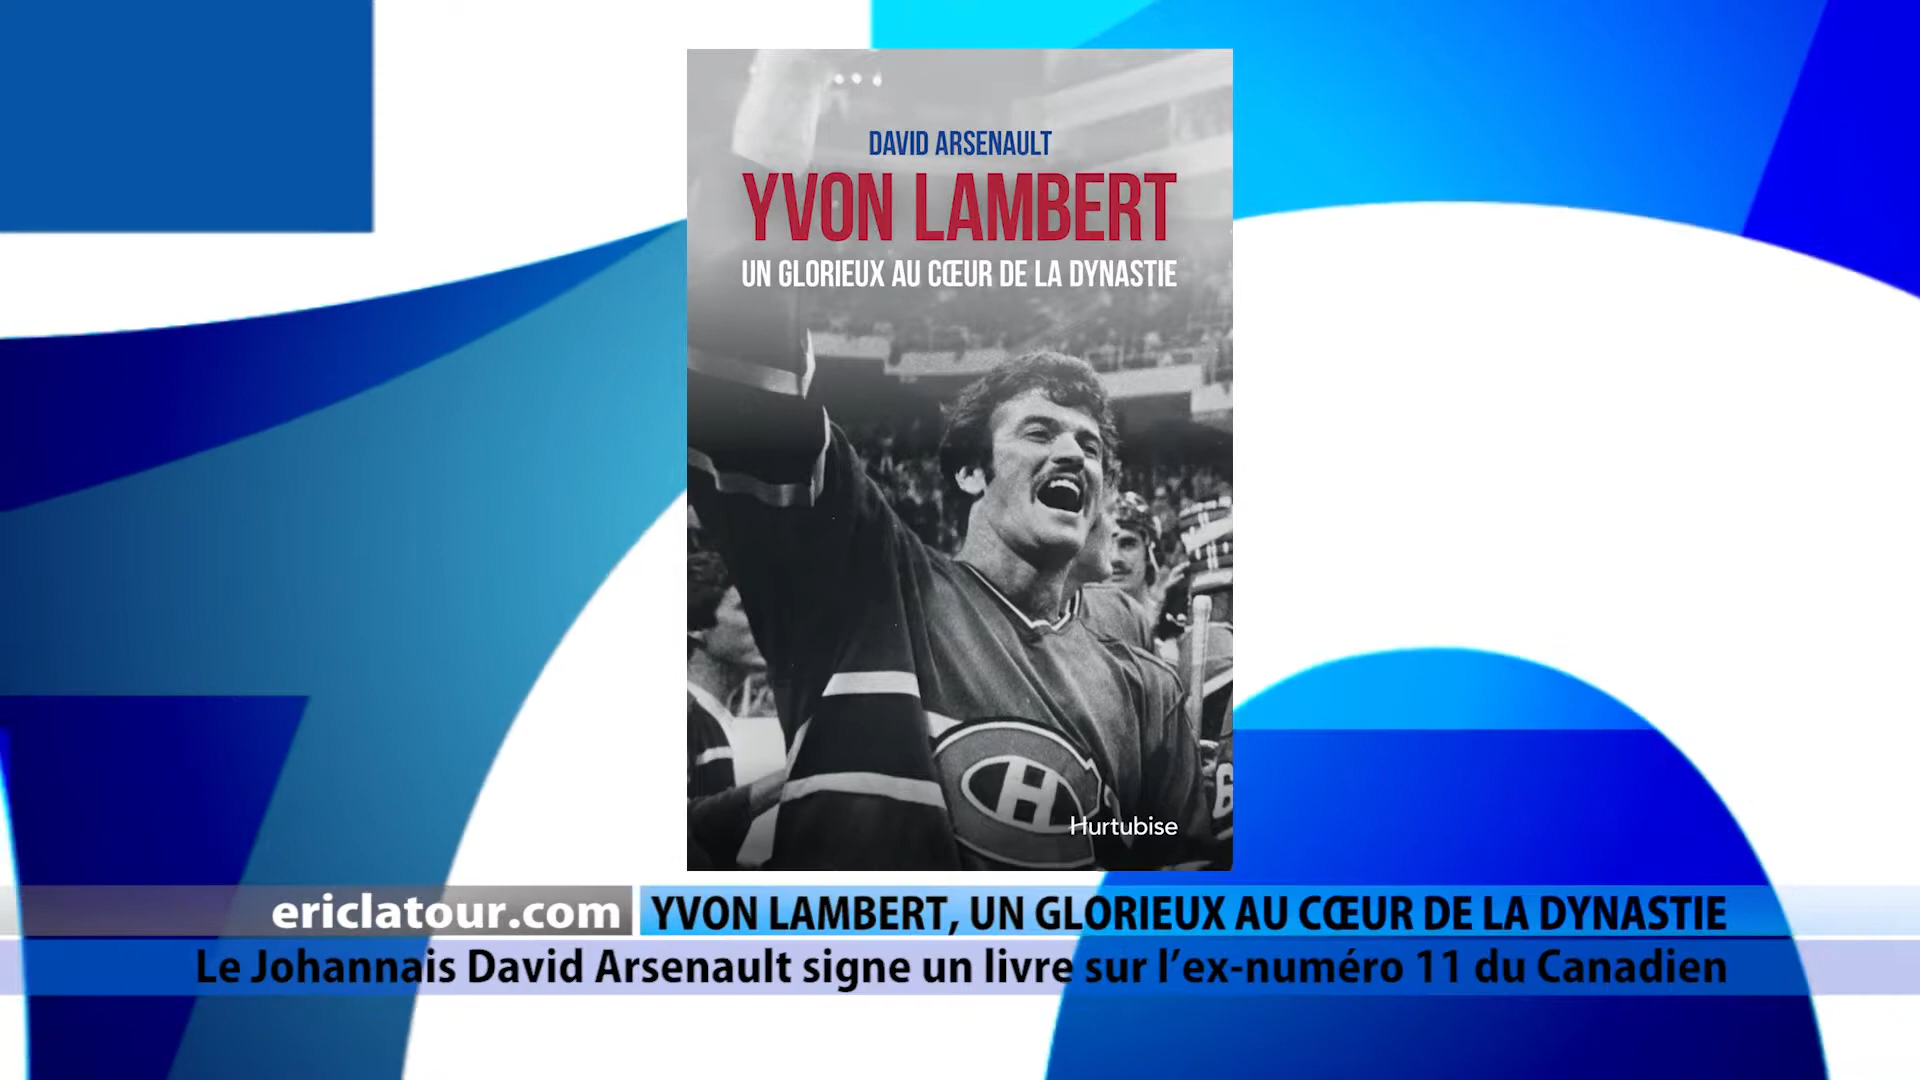 DAVID ARSENAULT
YVON LAMBERT
UN GLORIEUX AU CŒUR DE LA DYNASTIE
H
6
Hurtubise
ericlatour.com
YVON LAMBERT, UN GLORIEUX AU CŒUR DE LA DYNASTIE
Le Johannais David Arsenault signe un livre sur l’ex-numéro 11 du Canadien